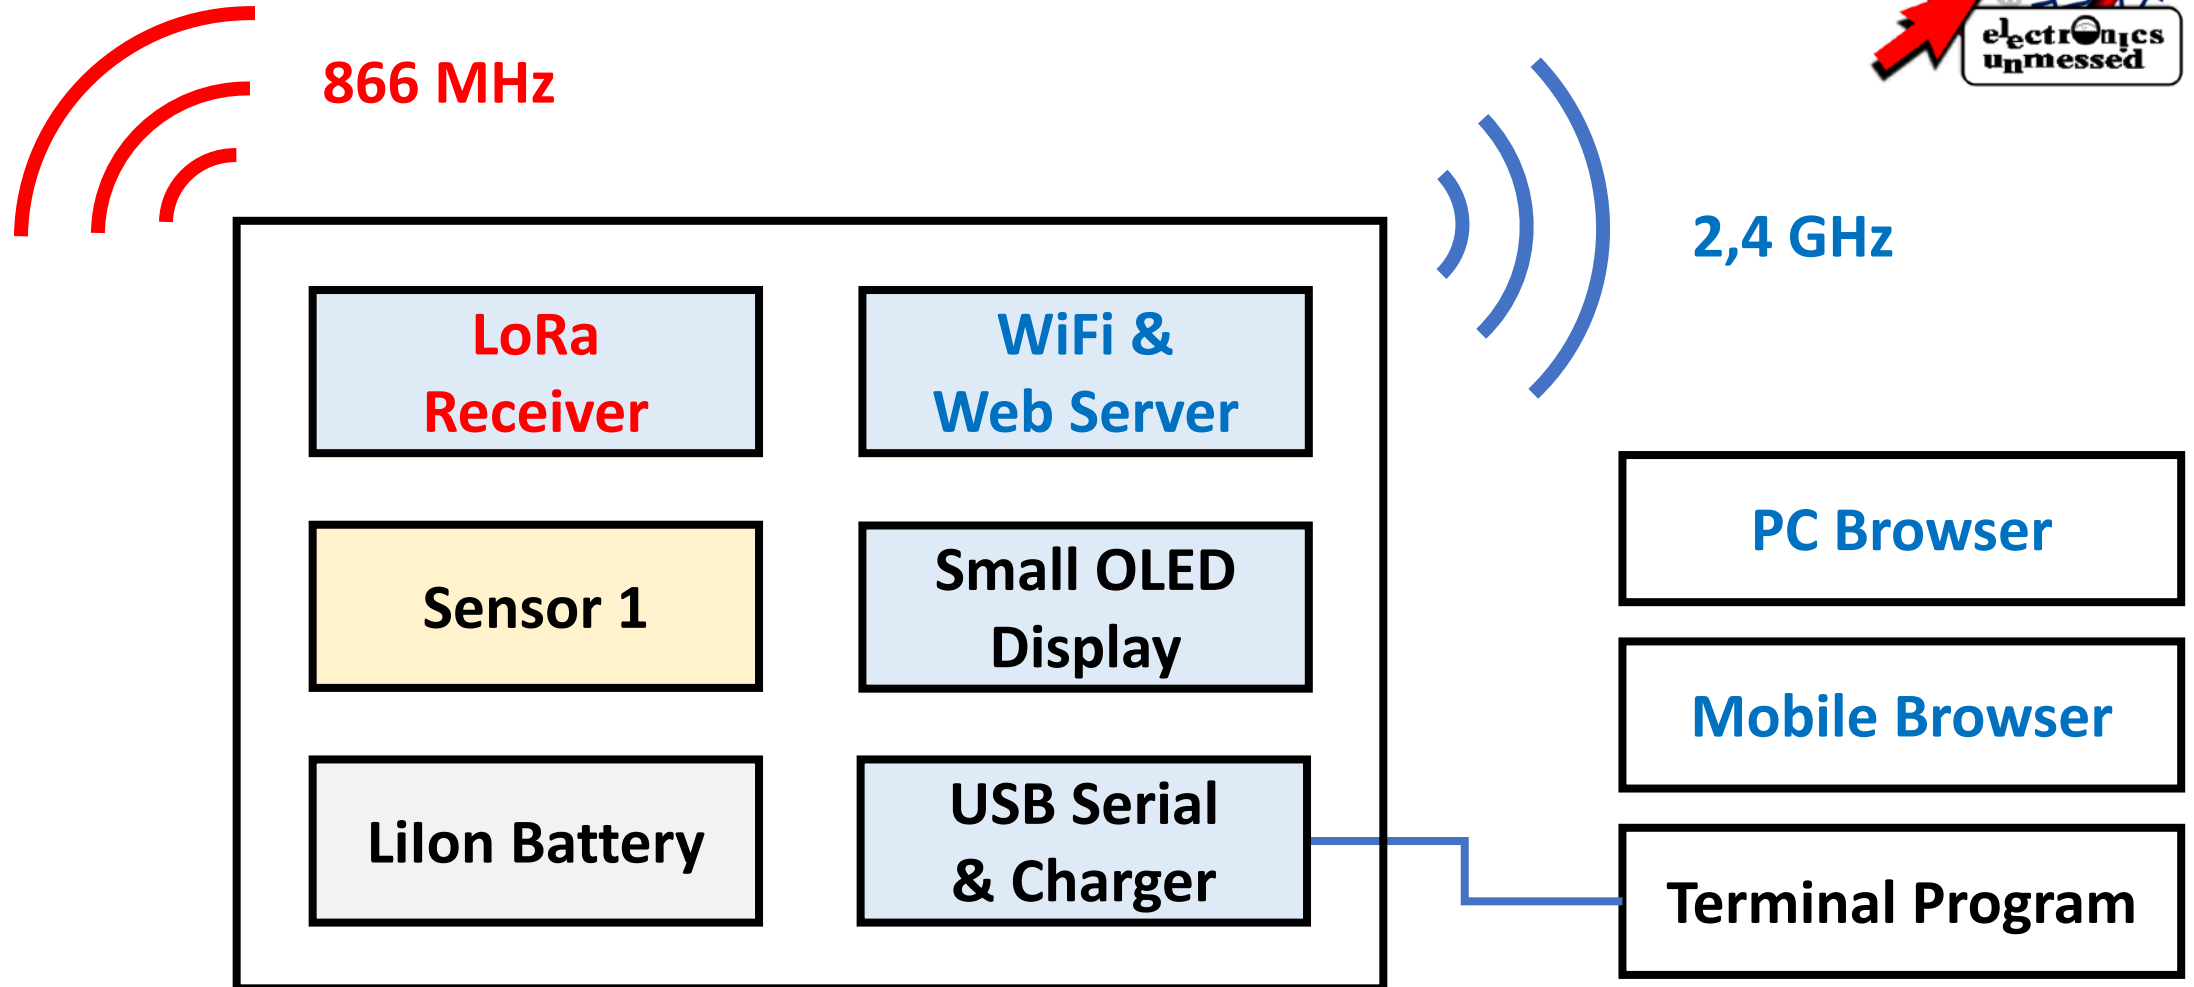 866 MHz
electronics
unmessed
2,4 GHz
LoRa
Receiver
WiFi &
Web Server
Sensor 1
Small OLED
Display
LiIon Battery
USB Serial
& Charger
PC Browser
Mobile Browser
Terminal Program